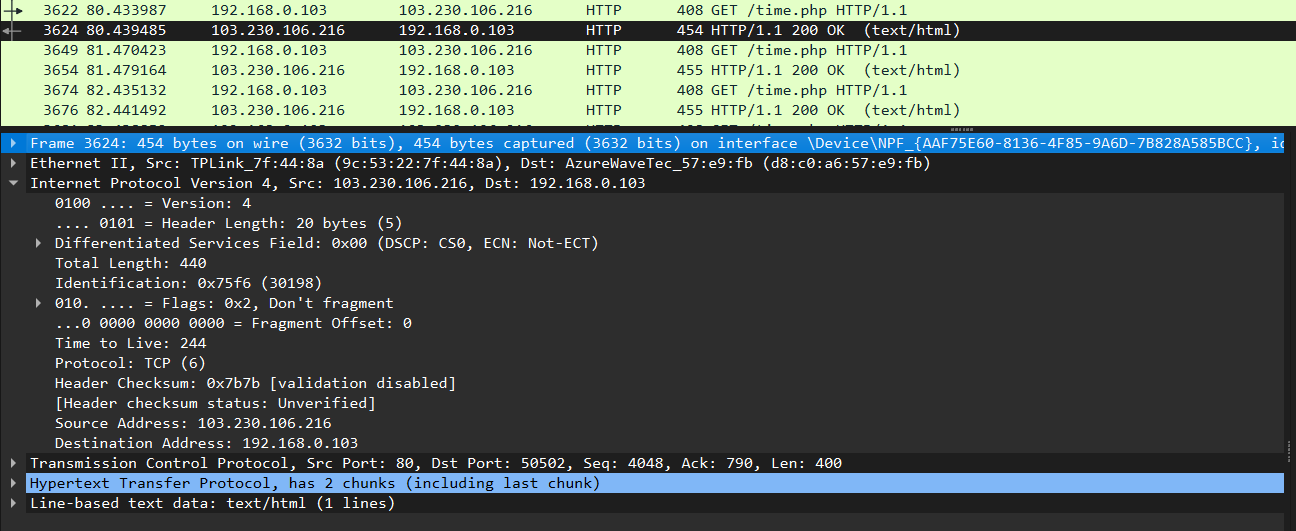 3622 80.433987 192.168.0.103 103.230.106.216 HTTP 408 GET /time.php HTTP/1.1
3624 80.439485 103.230.106.216 192.168.0.103 HTTP 454 HTTP/1.1 200 OK (text/html)
3649 81.470423 192.168.0.103 103.230.106.216 HTTP 408 GET /time.php HTTP/1.1
3654 81.479164 103.230.106.216 192.168.0.103 HTTP 455 HTTP/1.1 200 OK (text/html)
3674 82.435132 192.168.0.103 103.230.106.216 HTTP 408 GET /time.php HTTP/1.1
3676 82.441492 103.230.106.216 192.168.0.103 HTTP 455 HTTP/1.1 200 OK (text/html)
Frame 3624: 454 bytes on wire (3632 bits), 454 bytes captured (3632 bits) on interface \Device\NPF_{AAF75E60-8136-4F85-9A6D-7B828A585BCC},
Ethernet II, Src: TPLink_7f:44:8a (9c:53:22:7f:44:8a), Dst: AzureWaveTec_57:e9:fb (d8:c0:a6:57:e9:fb)
Internet Protocol Version 4, Src: 103.230.106.216, Dst: 192.168.0.103
0100 .... = Version: 4
.... 0101 = Header Length: 20 bytes (5)
Differentiated Services Field: 0x00 (DSCP: CS0, ECN: Not-ECT)
Total Length: 440
Identification: 0x75f6 (30198)
010. .... = Flags: 0x2, Don't fragment
...0 0000 0000 0000 = Fragment Offset: 0
Time to Live: 244
Protocol: TCP (6)
Header Checksum: 0x7b7b [validation disabled]
[Header checksum status: Unverified]
Source Address: 103.230.106.216
Destination Address: 192.168.0.103
Transmission Control Protocol, Src Port: 80, Dst Port: 50502, Seq: 4048, Ack: 790, Len: 400
Hypertext Transfer Protocol, has 2 chunks (including last chunk)
Line-based text data: text/html (1 lines)